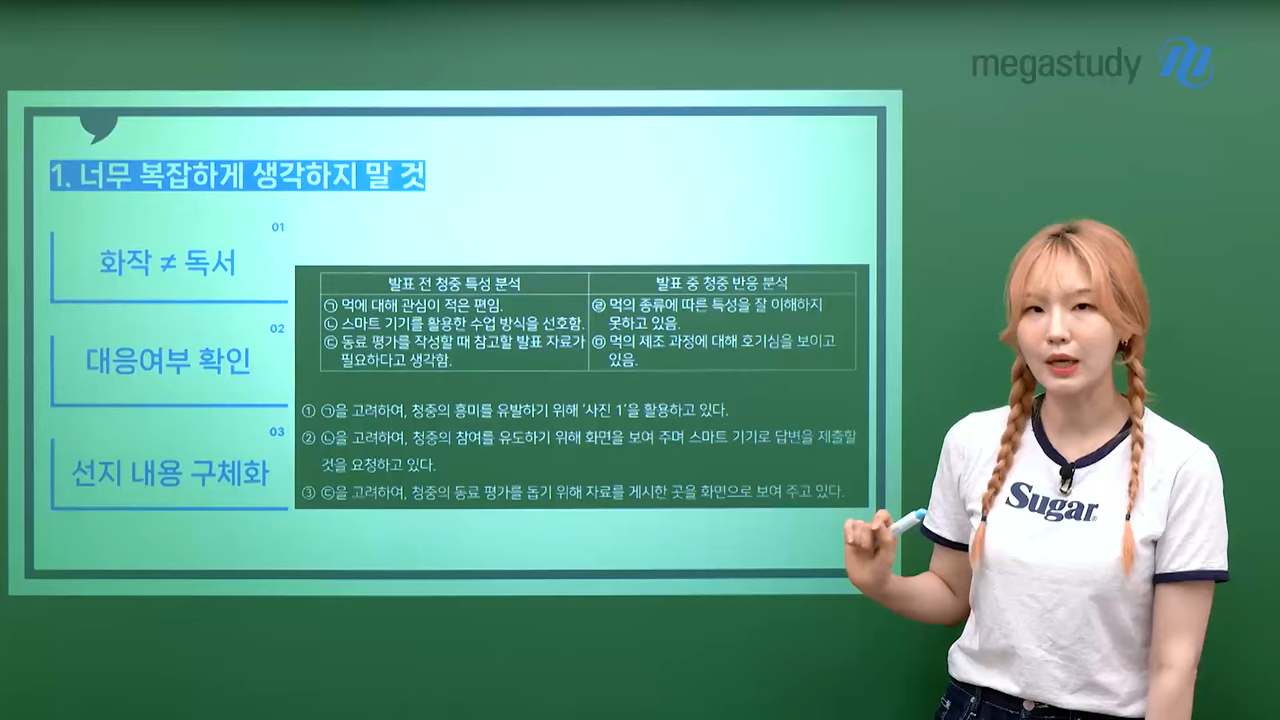 megastudy
1. 너무 복잡하게 생각하지 말 것
01
화작 ≠ 독서
02
대응여부 확인
03
선지 내용 구체화
발표 전 청중 특성 분석
㉠ 먹에 대해 관심이 적은 편임.
㉡ 스마트 기기를 활용한 수업 방식을 선호함.
㉢ 동료 평가를 작성할 때 참고할 발표 자료가
필요하다고 생각함.
발표 중 청중 반응 분석
㉣ 먹의 종류에 따른 특성을 잘 이해하지
못하고 있음.
㉤ 먹의 제조 과정에 대해 호기심을 보이고
있음.
① ㉠을 고려하여, 청중의 흥미를 유발하기 위해 ‘사진 1’을 활용하고 있다.
② ㉡을 고려하여, 청중의 참여를 유도하기 위해 화면을 보여 주며 스마트 기기로 답변을 제출할
것을 요청하고 있다.
③ ㉢을 고려하여, 청중의 동료 평가를 돕기 위해 자료를 게시한 곳을 화면으로 보여 주고 있다.
Sugar